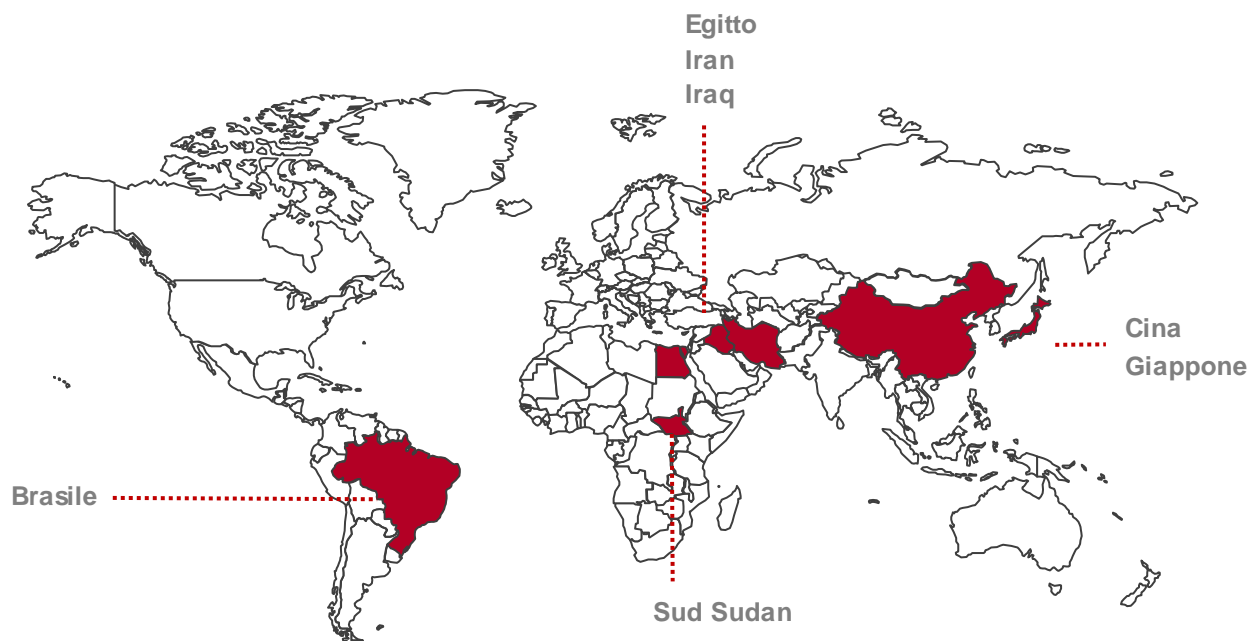 Egitto
Iran
Iraq
Cina
Giappone
Brasile
Sud Sudan